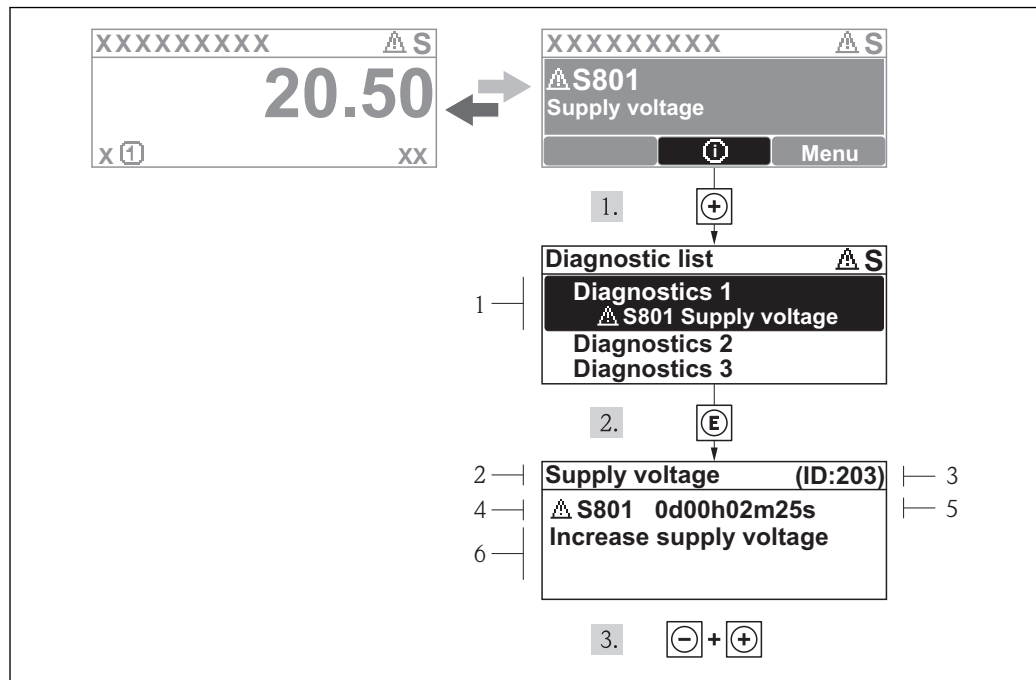 XXXXXXXXX ⚠ S
20.50
X ① XX
XXXXXXXXX ⚠ S
⚠ S801
Supply voltage
ⓘ Menu
1. +
Diagnostic list ⚠ S
1
Diagnostics 1
⚠ S801 Supply voltage
Diagnostics 2
Diagnostics 3
2. E
2 Supply voltage (ID:203) 3
4 ⚠ S801 0d00h02m25s 5
6 Increase supply voltage
3. - + +